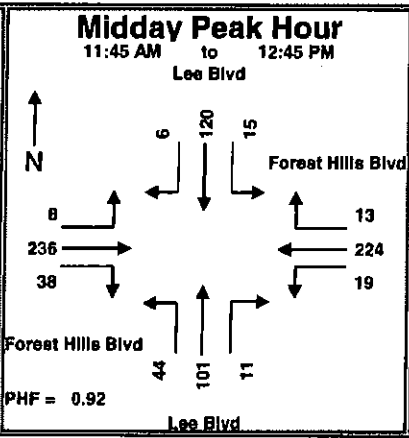 Midday Peak Hour
11:45 AM to 12:45 PM
Lee Blvd
6 120 15
N
Forest Hills Blvd
8 13
236 224
38 19
Forest Hills Blvd
44 101 11
PHF = 0.92
Lee Blvd